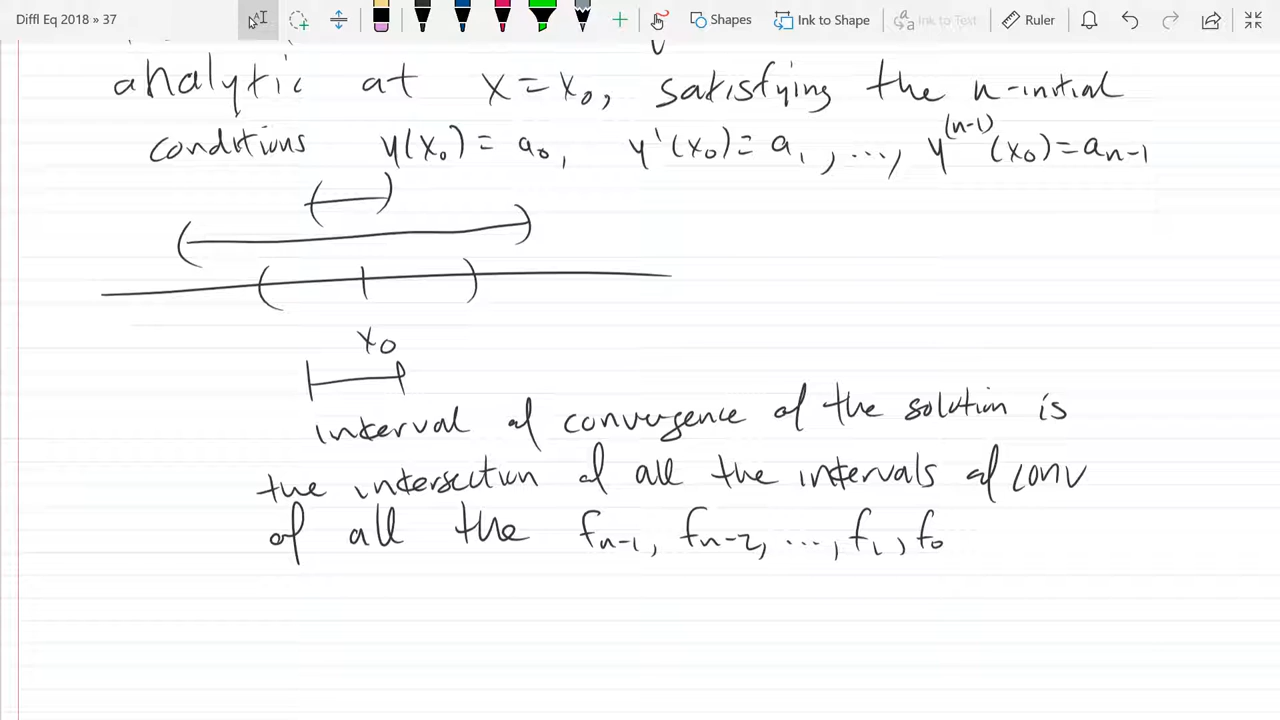 Diffl Eq 2018 » 37
Shapes
Ink to Shape
Ink to Text
Ruler
analytic at x = x₀, satisfying the n-initial
conditions y(x₀) = a₀, y'(x₀) = a₁, ..., y⁽ⁿ⁻¹⁾(x₀) = aₙ₋₁
x₀
interval of convergence of the solution is
the intersection of all the intervals of conv
of all the fₙ₋₁, fₙ₋₂, ..., f₁, f₀